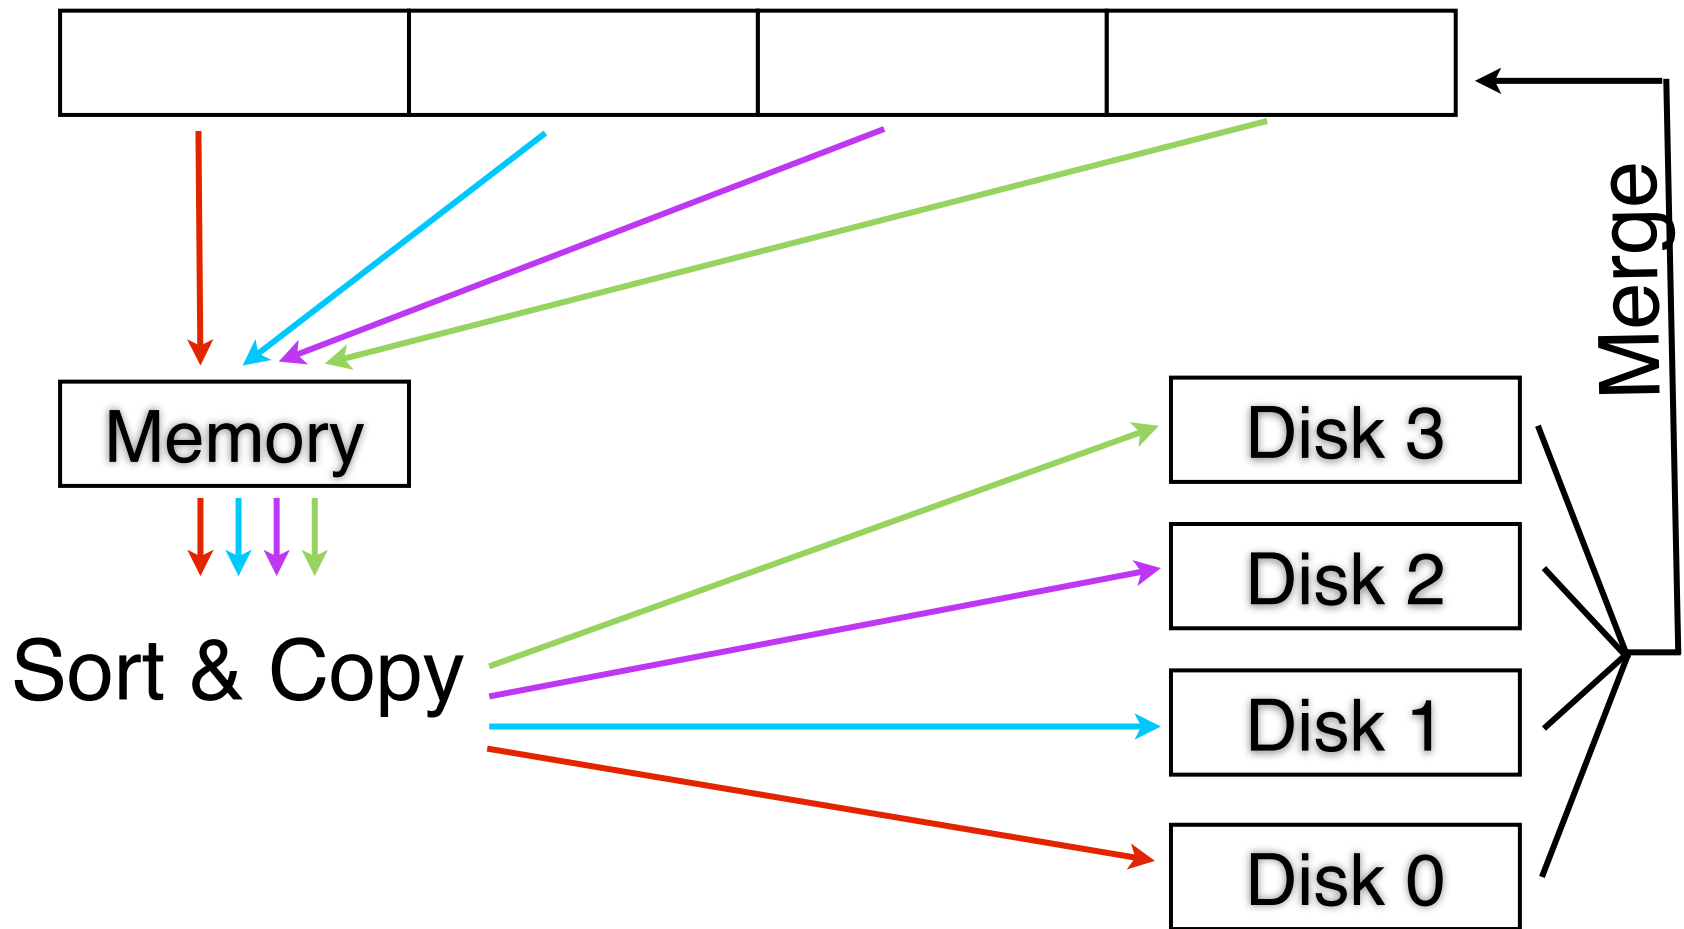 Merge
Memory
Disk 3
Disk 2
Sort & Copy
Disk 1
Disk 0